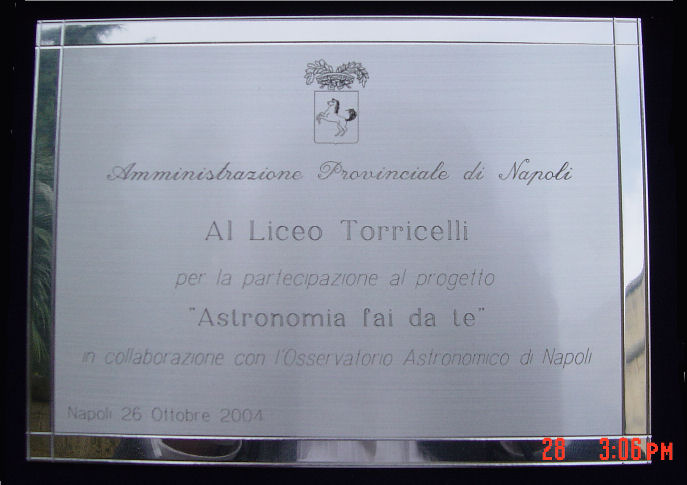 Amministrazione Provinciale di Napoli
Al Liceo Torricelli
per la partecipazione al progetto
"Astronomia fai da te"
in collaborazione con l'Osservatorio Astronomico di Napoli
Napoli 26 Ottobre 2004
28 3:06PM